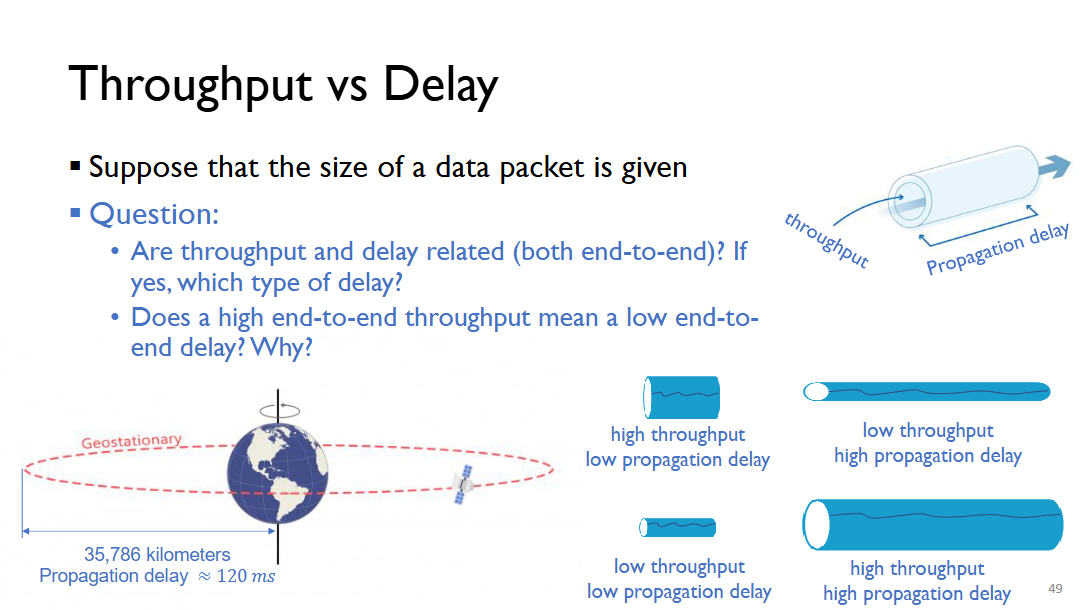 Throughput vs Delay
▪ Suppose that the size of a data packet is given
▪ Question:
• Are throughput and delay related (both end-to-end)? If
yes, which type of delay?
• Does a high end-to-end throughput mean a low end-to-
end delay? Why?
throughput
Propagation delay
Geostationary
35,786 kilometers
Propagation delay ≈ 120 ms
high throughput
low propagation delay
low throughput
high propagation delay
low throughput
low propagation delay
high throughput
high propagation delay
49